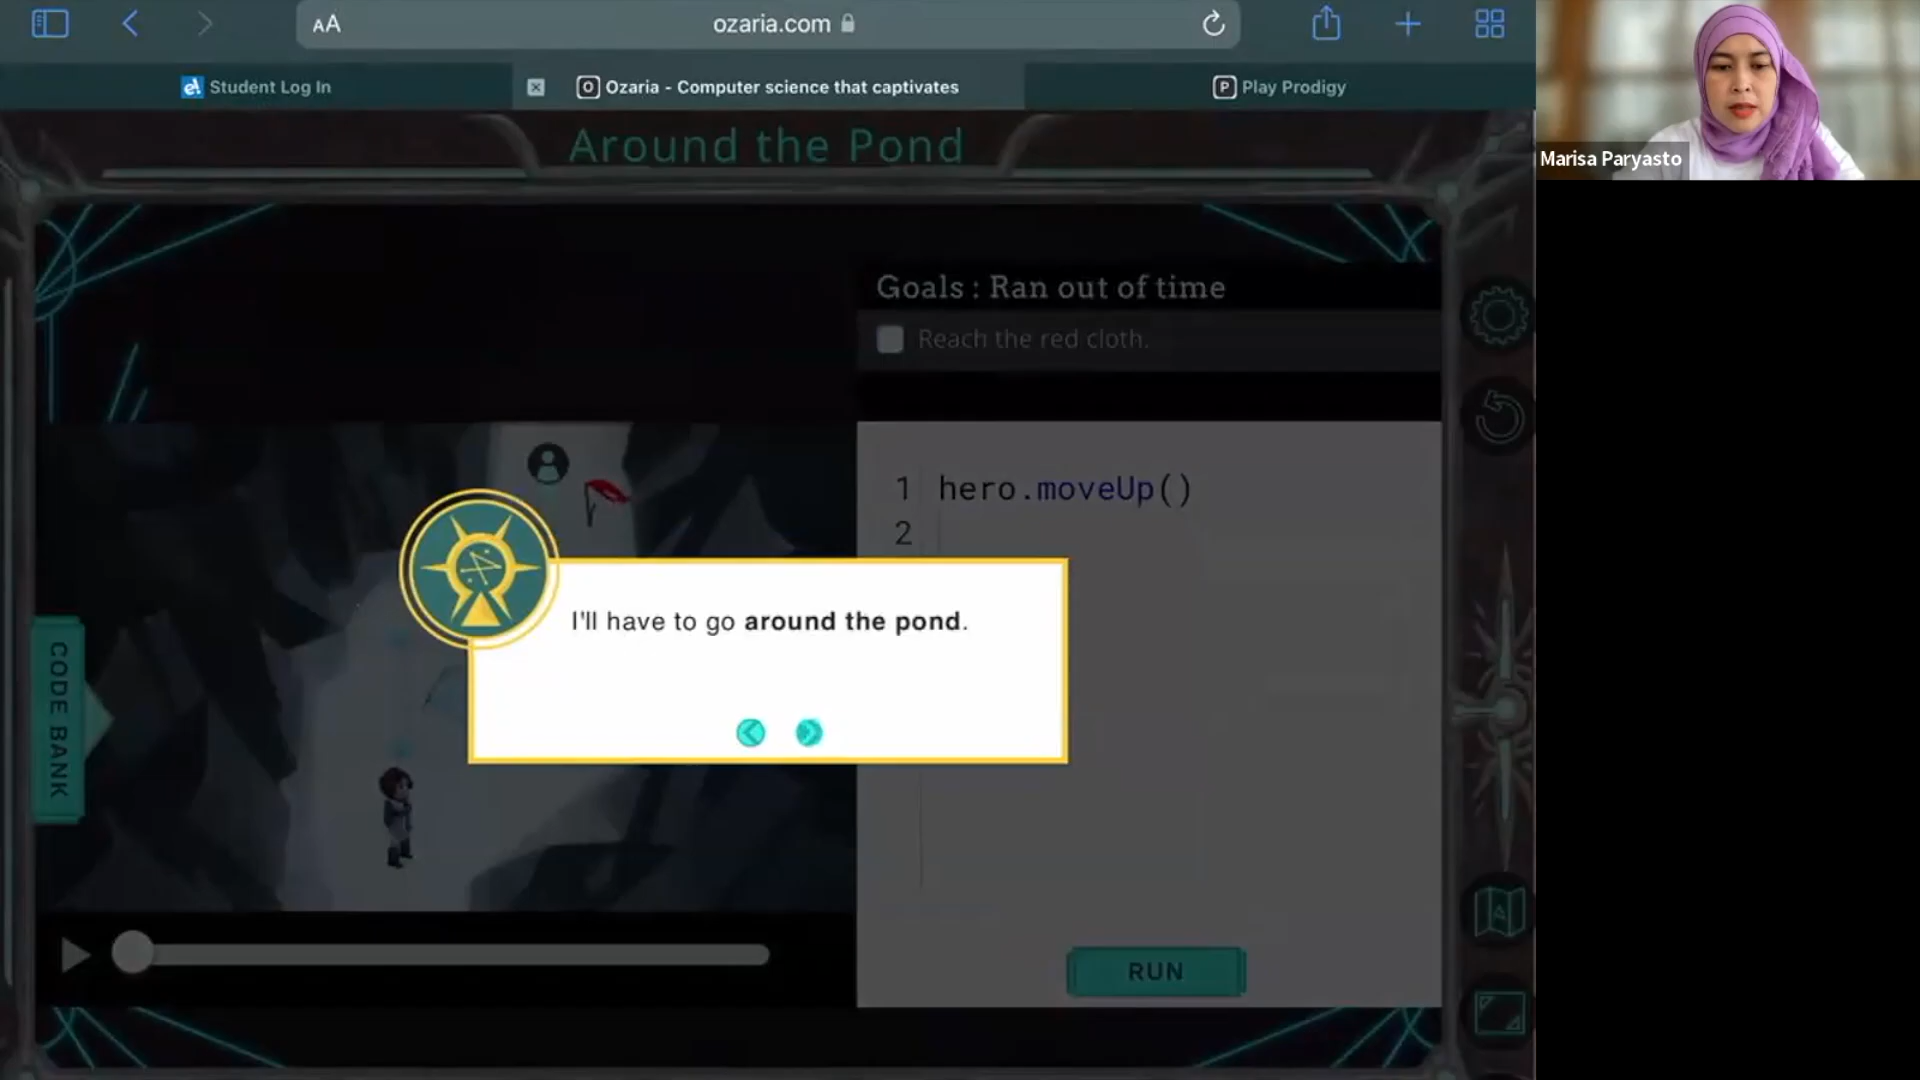 AA
ozaria.com
Student Log In
Ozaria - Computer science that captivates
P Play Prodigy
Marisa Paryasto
Around the Pond
Goals : Ran out of time
Reach the red cloth.
1 hero.moveUp()
2
I'll have to go around the pond.
CODE BANK
RUN